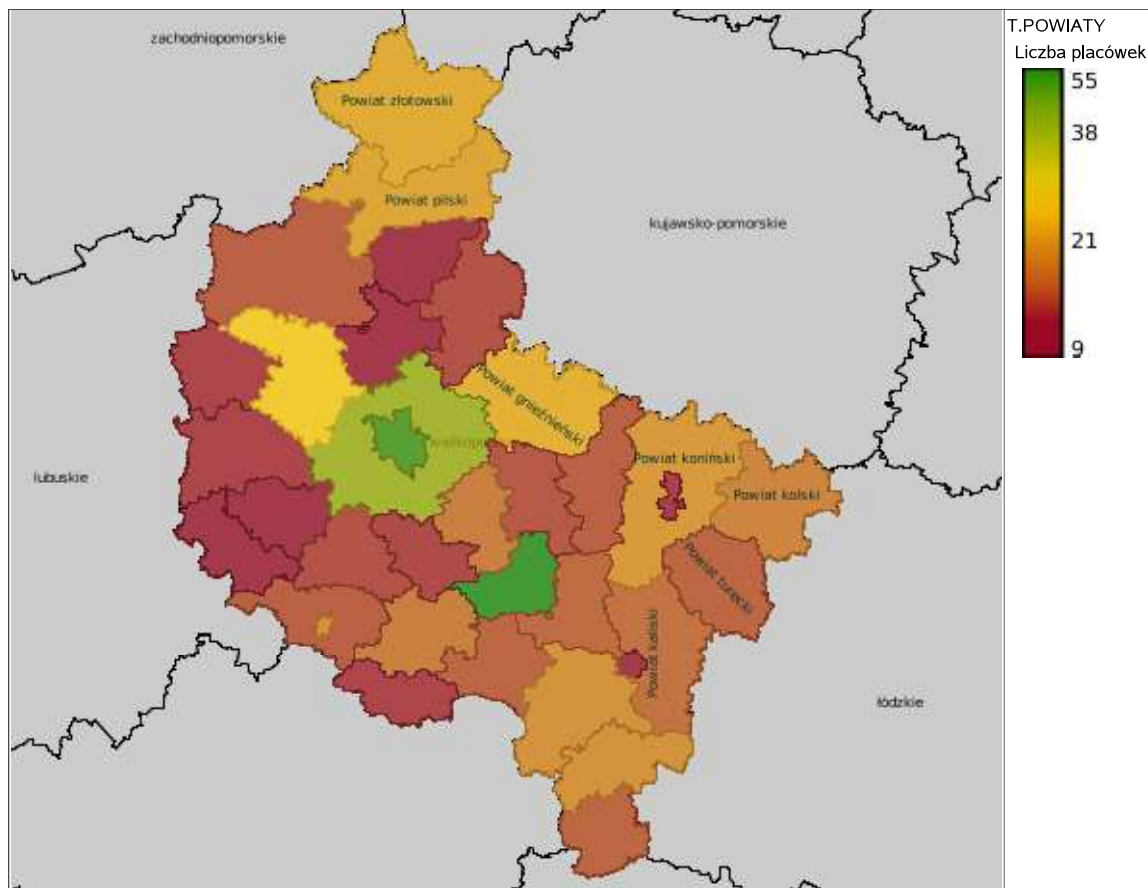 zachodniopomorskie
T.POWIATY
Liczba placówek
55
38
21
9
Powiat złotowski
Powiat pilski
kujawsko-pomorskie
Powiat gnieźnieński
lubuskie
Powiat koniński
Powiat kolski
Powiat turecki
Powiat kaliski
łódzkie